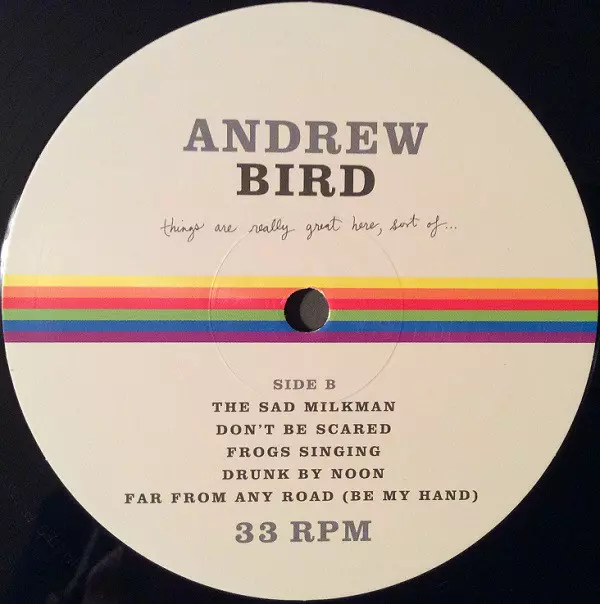 ANDREW
BIRD
things are really great here, sort of...
SIDE B
THE SAD MILKMAN
DON'T BE SCARED
FROGS SINGING
DRUNK BY NOON
FAR FROM ANY ROAD (BE MY HAND)
33 RPM